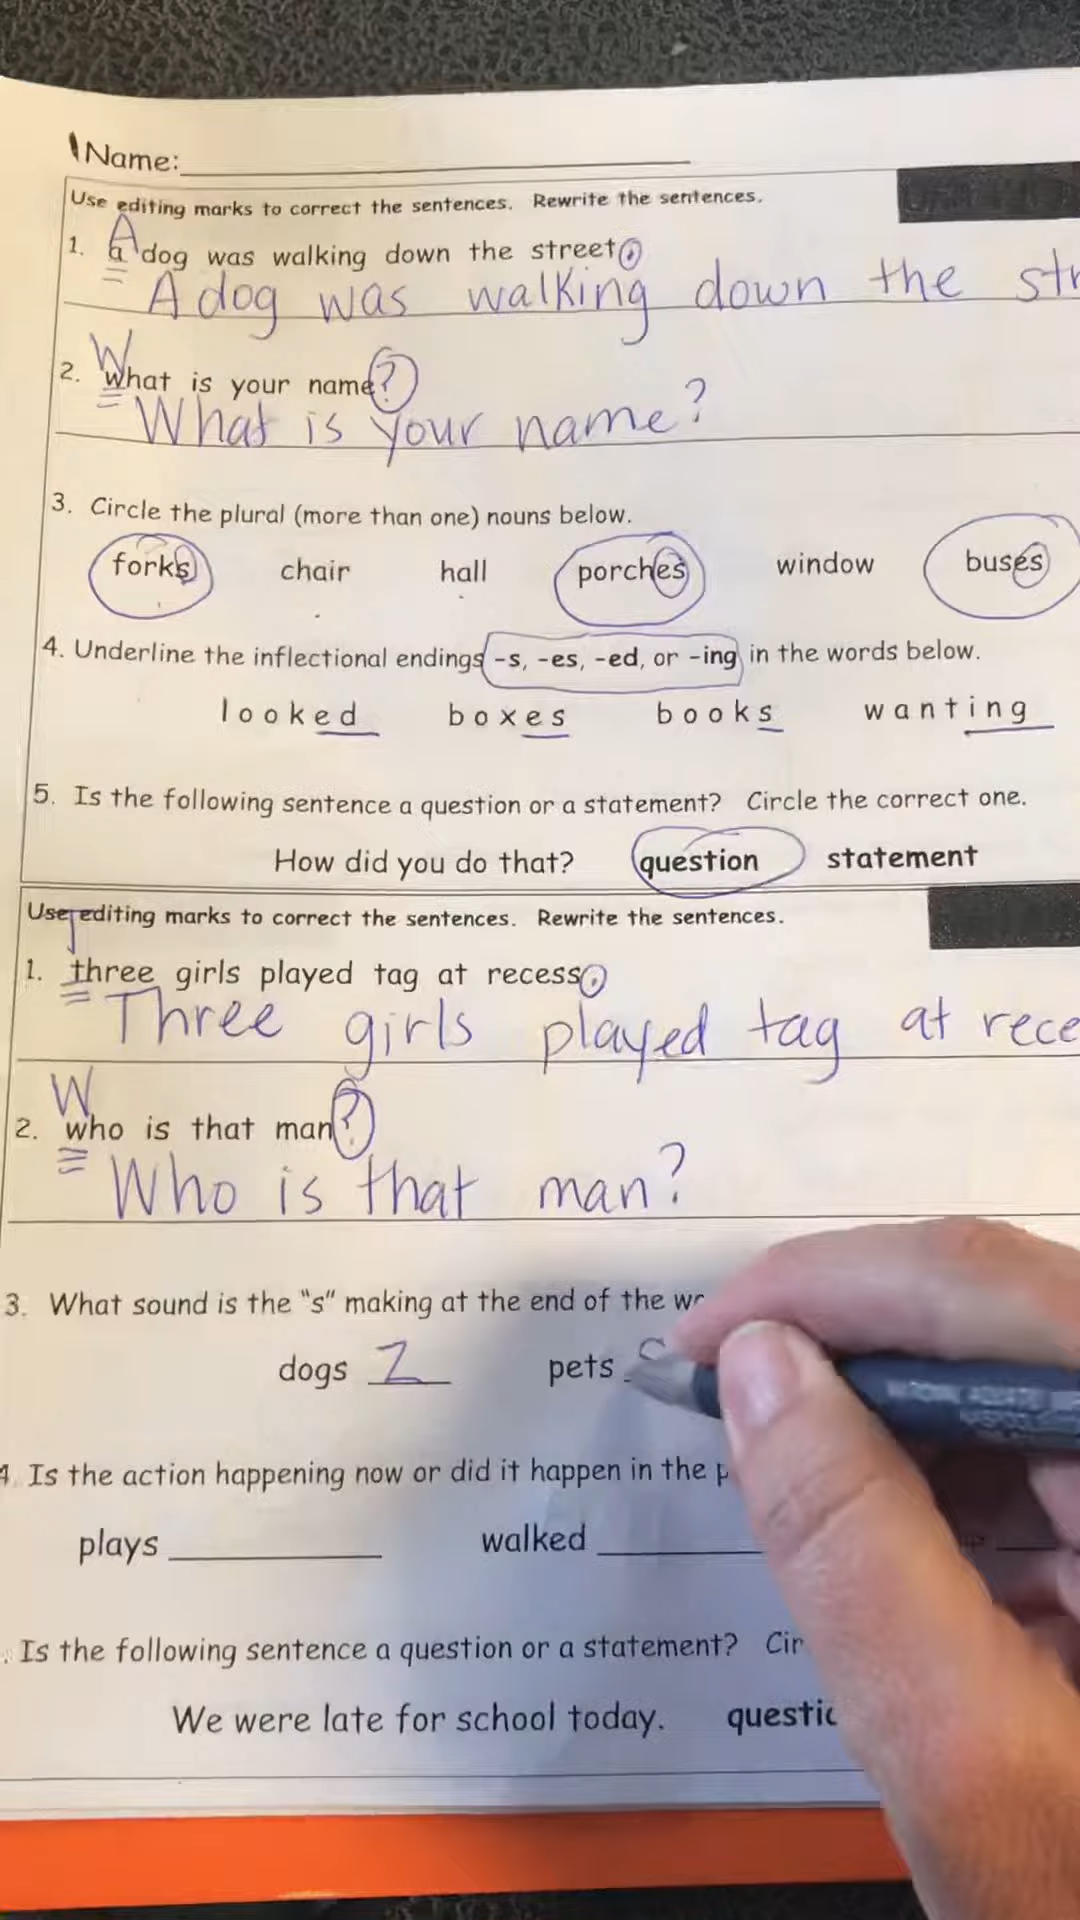 Name:
Use editing marks to correct the sentences. Rewrite the sentences.
A
1. a dog was walking down the street.
A dog was walking down the str
W
2. what is your name?
What is your name?
3. Circle the plural (more than one) nouns below.
forks chair hall porches window buses
4. Underline the inflectional endings -s, -es, -ed, or -ing in the words below.
looked boxes books wanting
5. Is the following sentence a question or a statement? Circle the correct one.
How did you do that? question statement
Use editing marks to correct the sentences. Rewrite the sentences.
T
1. three girls played tag at recess.
Three girls played tag at rece
W
2. who is that man?
Who is that man?
3. What sound is the "s" making at the end of the
dogs Z pets S
4. Is the action happening now or did it happen in the
plays walked
Is the following sentence a question or a statement? Cir
We were late for school today. questic